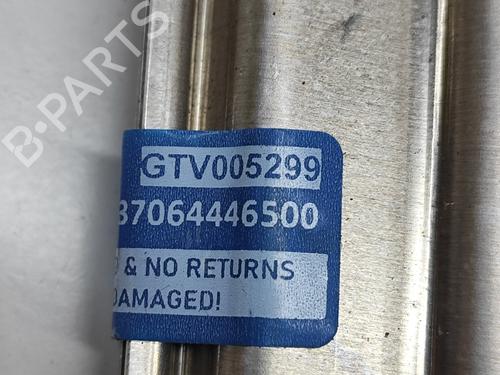 B-PARTS
GTV005299
37064446500
& NO RETURNS
DAMAGED!